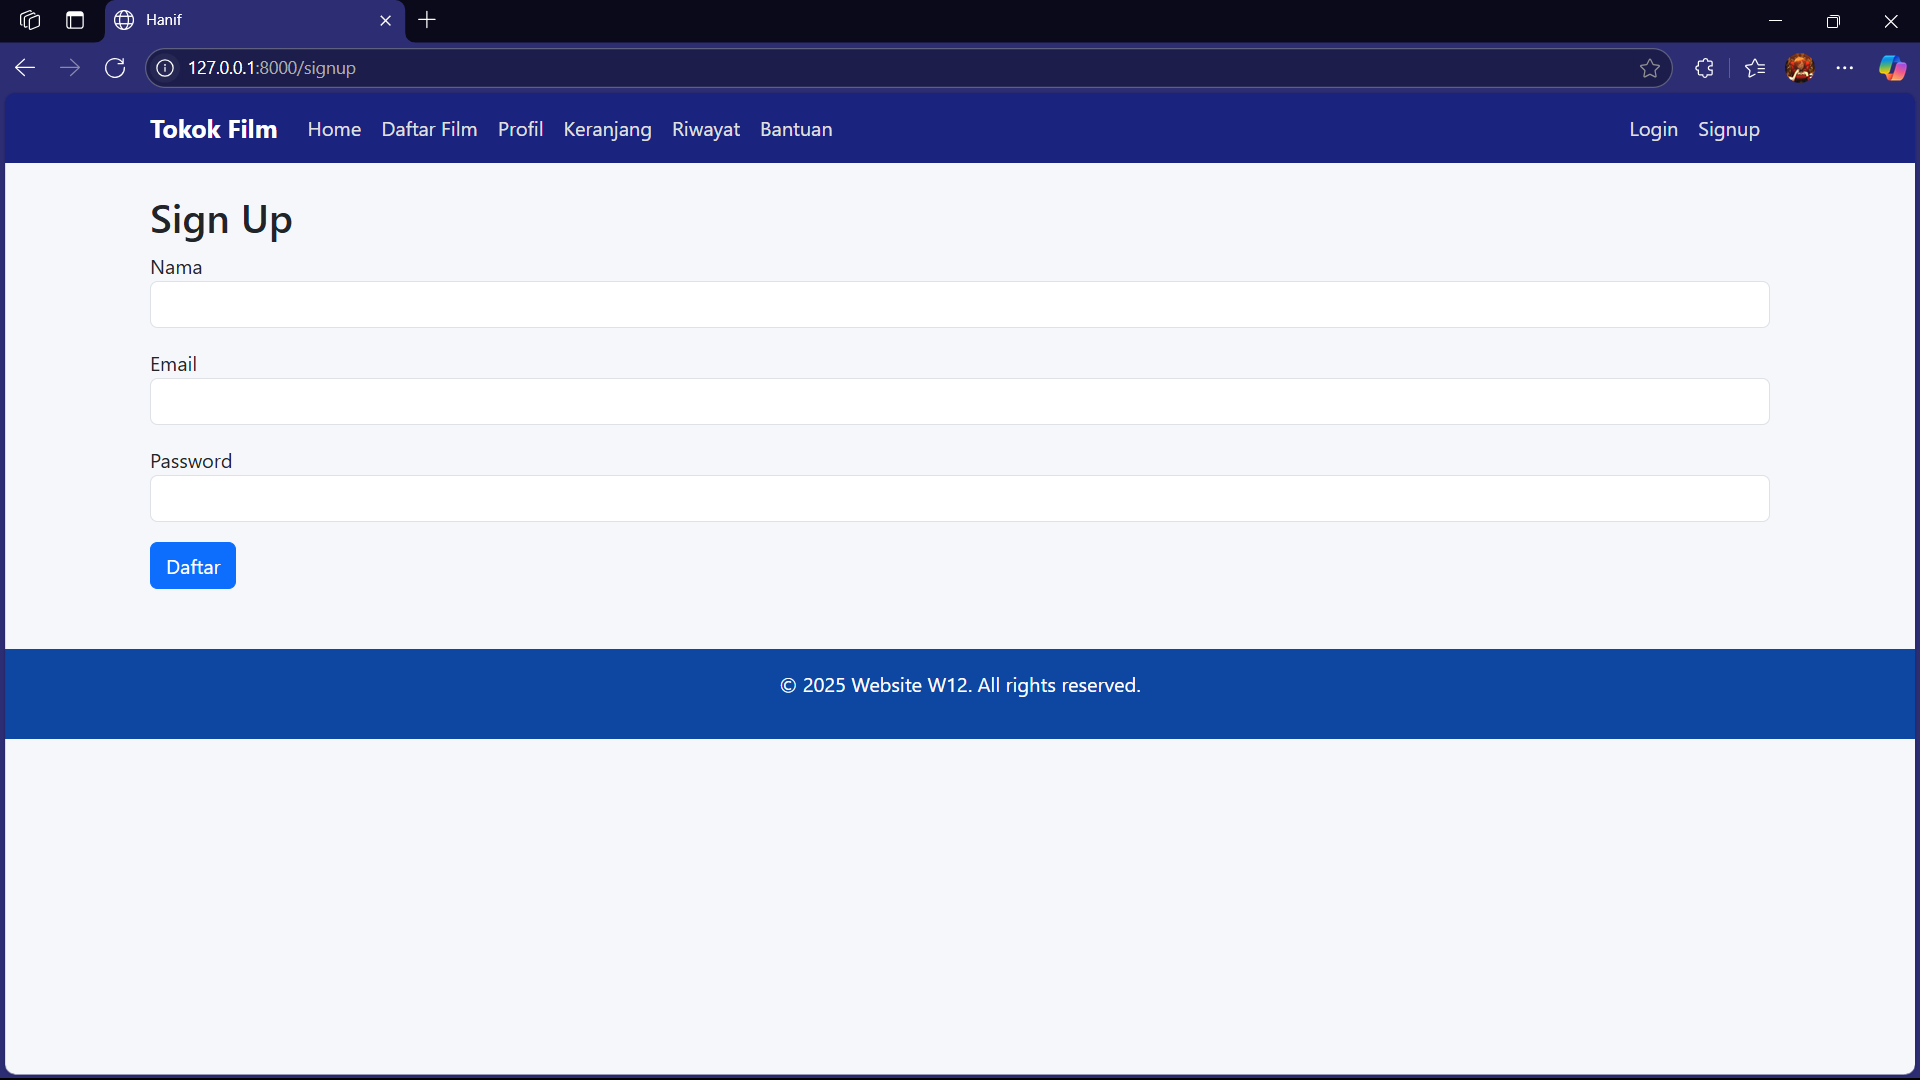 Hanif
127.0.0.1:8000/signup
Tokok Film Home Daftar Film Profil Keranjang Riwayat Bantuan Login Signup
Sign Up
Nama
Email
Password
Daftar
© 2025 Website W12. All rights reserved.